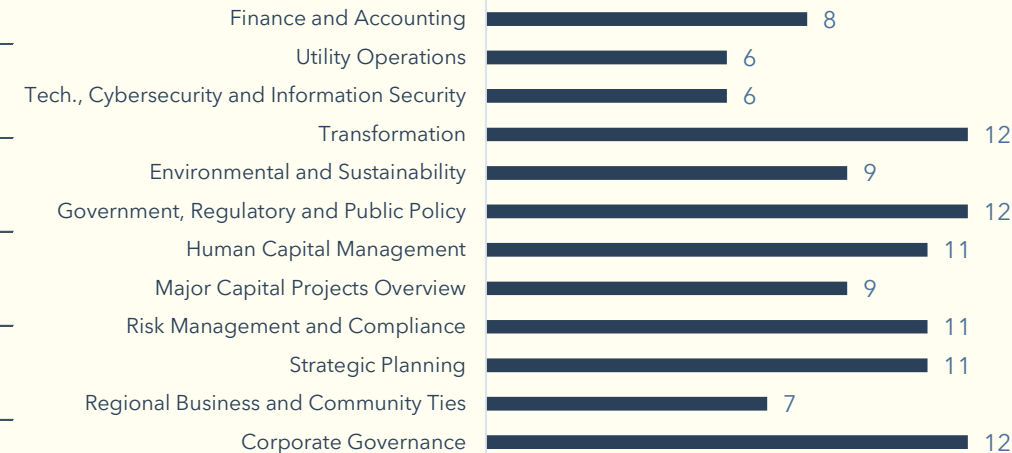 Finance and Accounting 8
Utility Operations 6
Tech., Cybersecurity and Information Security 6
Transformation 12
Environmental and Sustainability 9
Government, Regulatory and Public Policy 12
Human Capital Management 11
Major Capital Projects Overview 9
Risk Management and Compliance 11
Strategic Planning 11
Regional Business and Community Ties 7
Corporate Governance 12